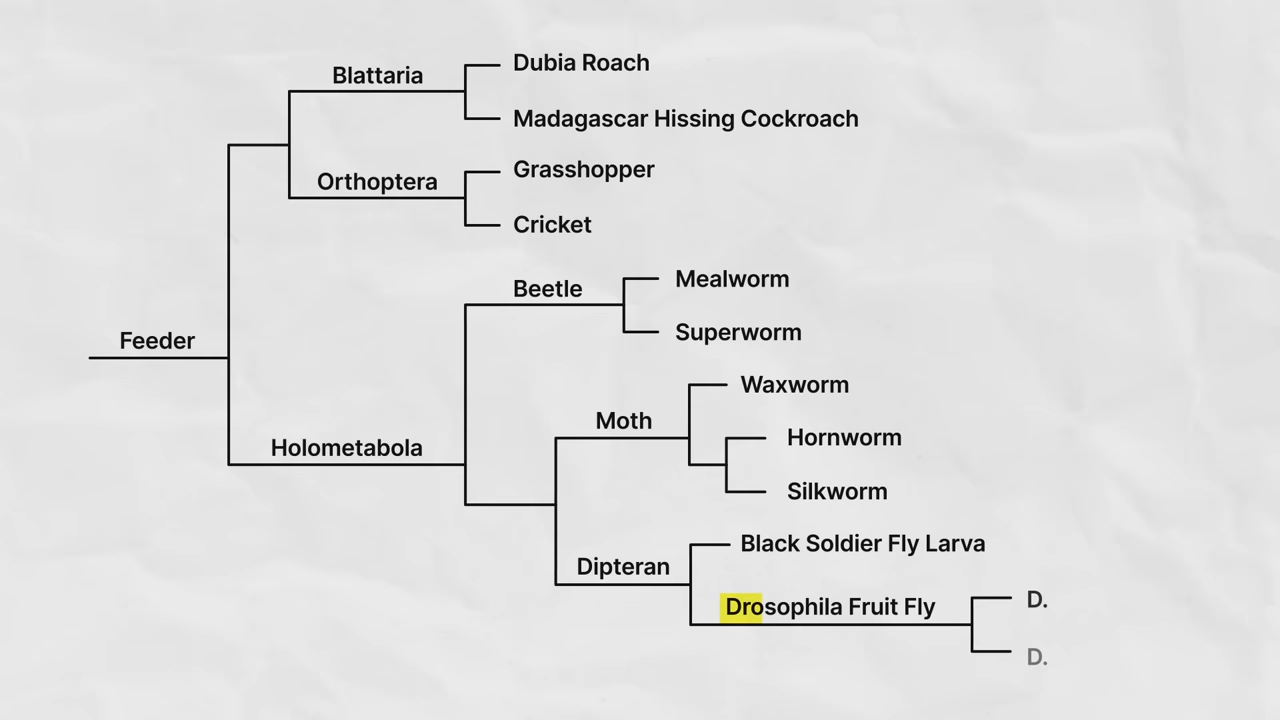 Dubia Roach
Blattaria
Madagascar Hissing Cockroach
Grasshopper
Orthoptera
Cricket
Mealworm
Beetle
Superworm
Feeder
Waxworm
Moth
Hornworm
Holometabola
Silkworm
Black Soldier Fly Larva
Dipteran
Drosophila Fruit Fly
D.
D.